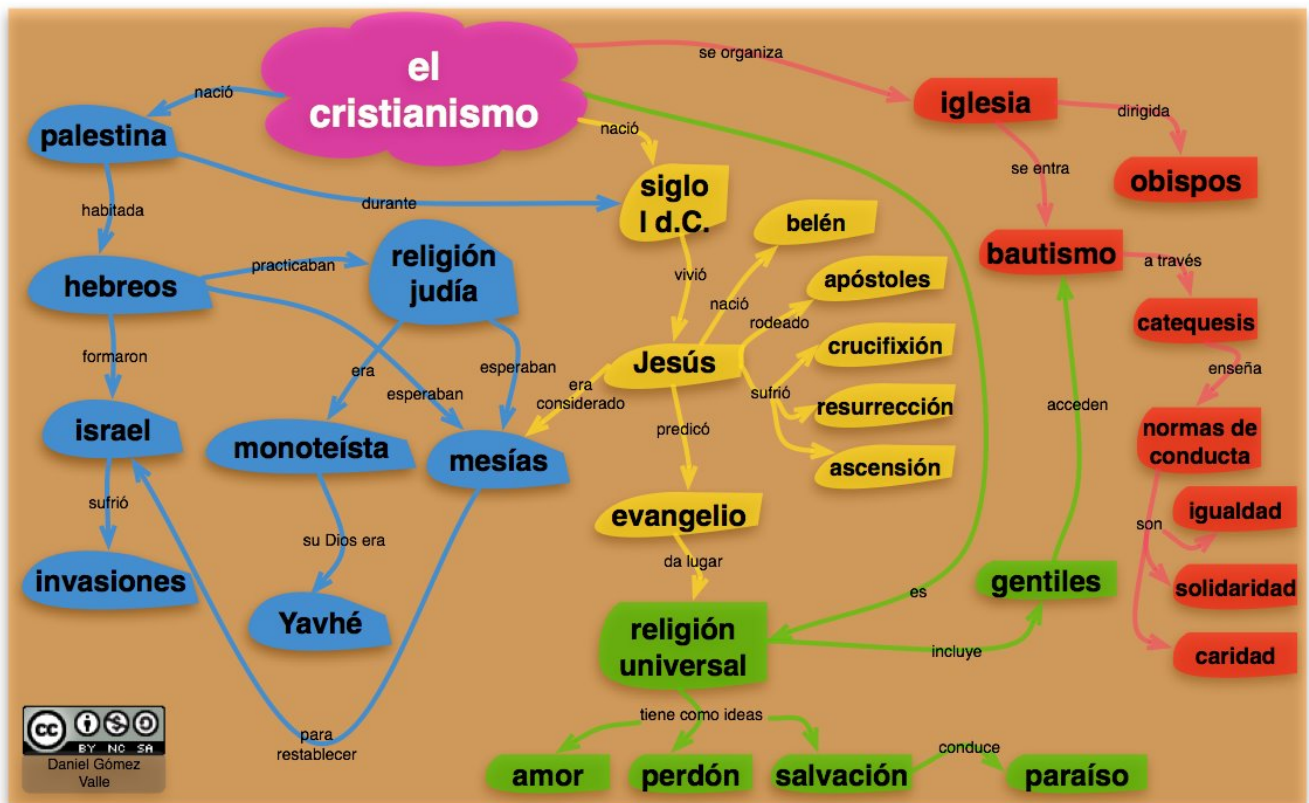 el
cristianismo
se organiza
iglesia
dirigida
nació
palestina
nació
se entra
obispos
siglo
I d.C.
durante
habitada
belén
religión
judía
practicaban
hebreos
bautismo
a través
vivió
nació
apóstoles
rodeado
catequesis
formaron
era
esperaban
esperaban
Jesús
era
considerado
sufrió
crucifixión
enseña
resurrección
acceden
israel
monoteísta
mesías
predicó
ascensión
normas de
conducta
sufrió
su Dios era
evangelio
igualdad
son
da lugar
invasiones
Yavhé
es
gentiles
solidaridad
religión
universal
incluye
caridad
para
restablecer
tiene como ideas
conduce
amor
perdón
salvación
paraíso
cc
BY NC SA
Daniel Gómez
Valle